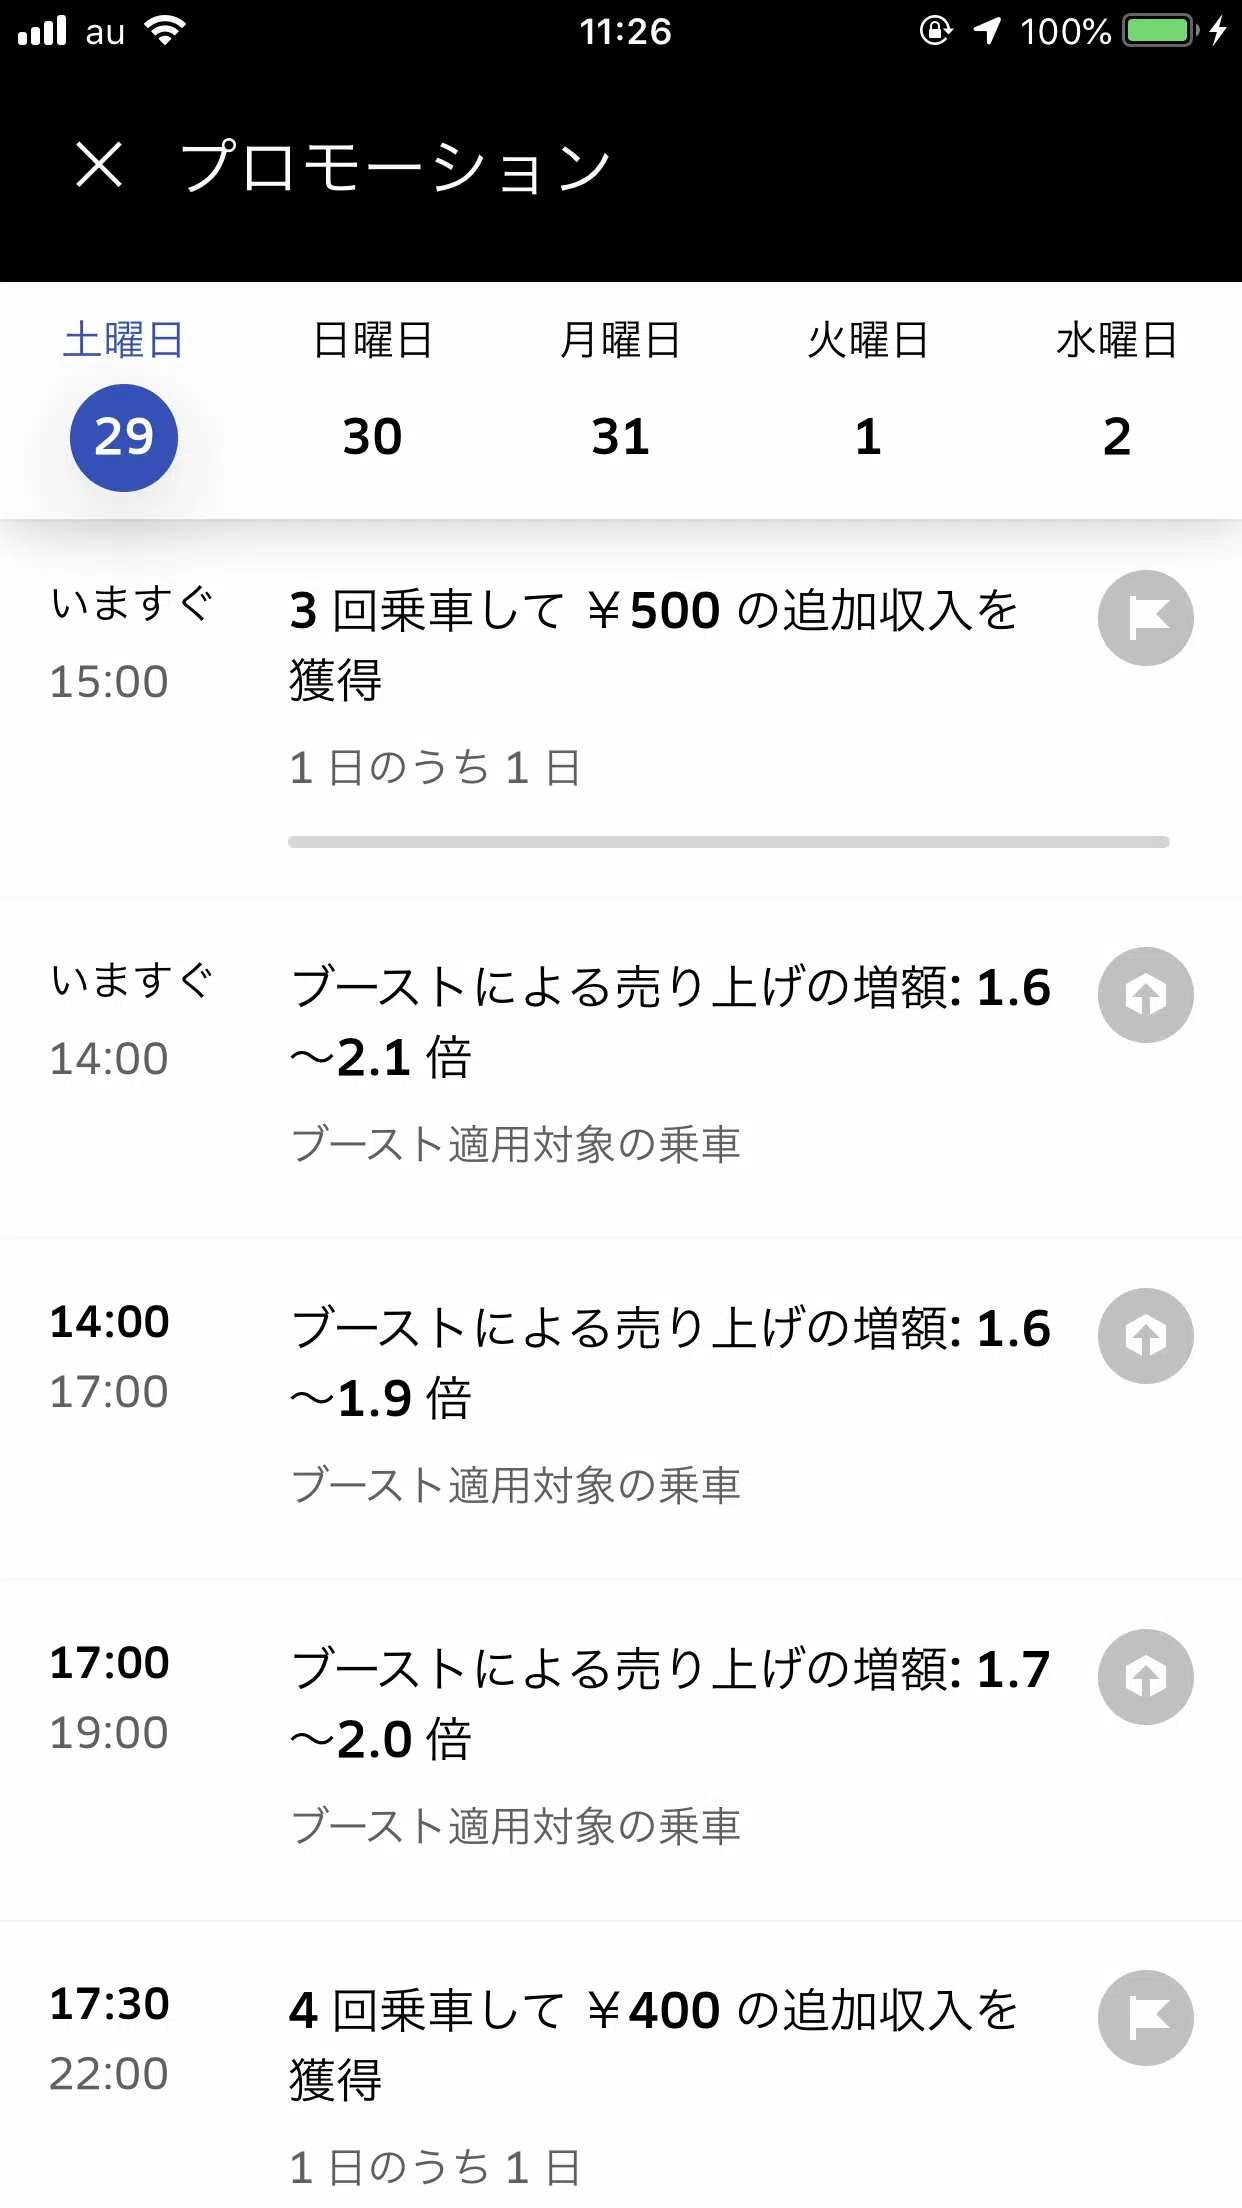 au 11:26 100%
プロモーション
土曜日 日曜日 月曜日 火曜日 水曜日
29 30 31 1 2
いますぐ 3 回乗車して ￥500 の追加収入を
15:00 獲得
1 日のうち 1 日
いますぐ ブーストによる売り上げの増額: 1.6
14:00 〜2.1 倍
ブースト適用対象の乗車
14:00 ブーストによる売り上げの増額: 1.6
17:00 〜1.9 倍
ブースト適用対象の乗車
17:00 ブーストによる売り上げの増額: 1.7
19:00 〜2.0 倍
ブースト適用対象の乗車
17:30 4 回乗車して ￥400 の追加収入を
22:00 獲得
1 日のうち 1 日